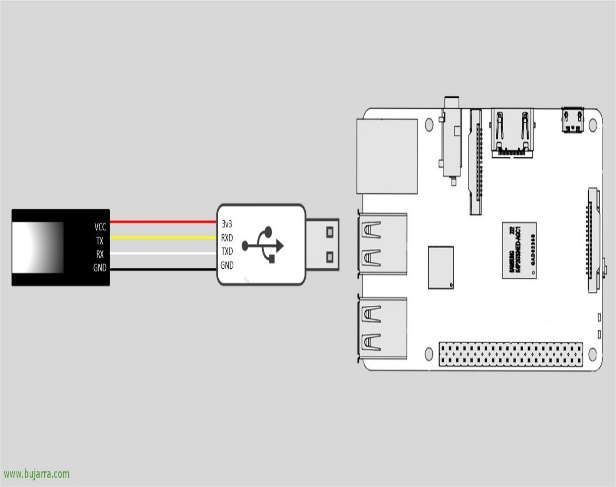 VCC
TX
RX
GND
3v3
RXD
TXD
GND
www.bujarra.com